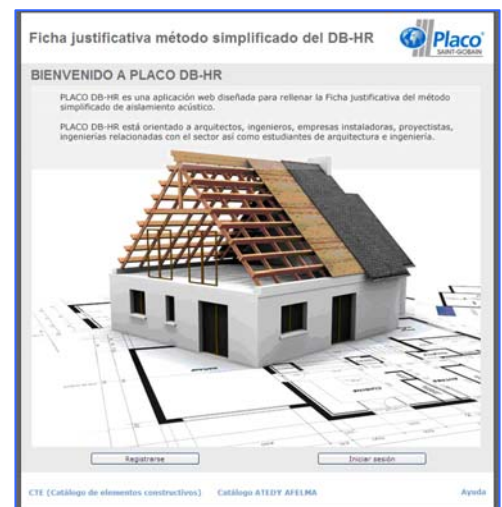 Ficha justificativa método simplificado del DB-HR
Placo
SAINT-GOBAIN
BIENVENIDO A PLACO DB-HR
PLACO DB-HR es una aplicación web diseñada para rellenar la Ficha justificativa del método
simplificado de aislamiento acústico.
PLACO DB-HR está orientado a arquitectos, ingenieros, empresas instaladoras, proyectistas,
ingenierías relacionadas con el sector así como estudiantes de arquitectura e ingeniería.
Registrarse
Iniciar sesión
CTE (Catálogo de elementos constructivos)
Catálogo ATEDY AFELMA
Ayuda